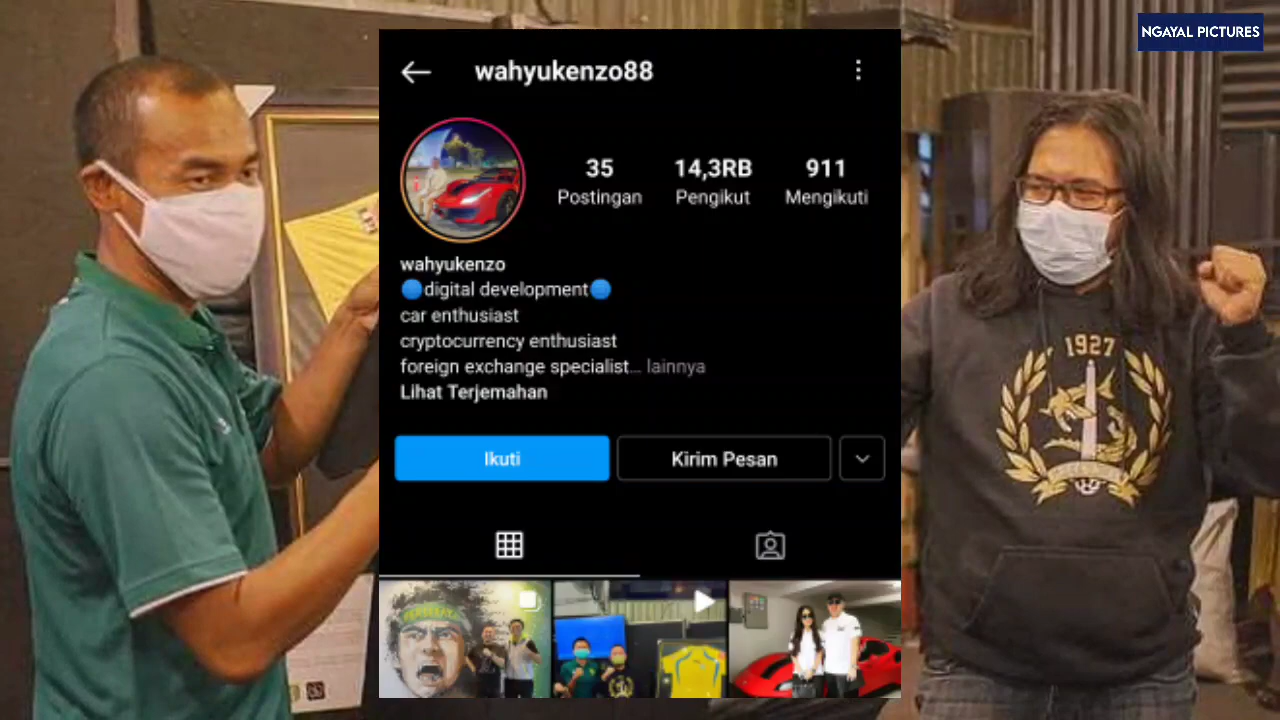 NGAYAL PICTURES
wahyukenzo88
35
14,3RB
911
Postingan
Pengikut
Mengikuti
wahyukenzo
🔵digital development🔵
car enthusiast
cryptocurrency enthusiast
foreign exchange specialist... lainnya
Lihat Terjemahan
Ikuti
Kirim Pesan
1927